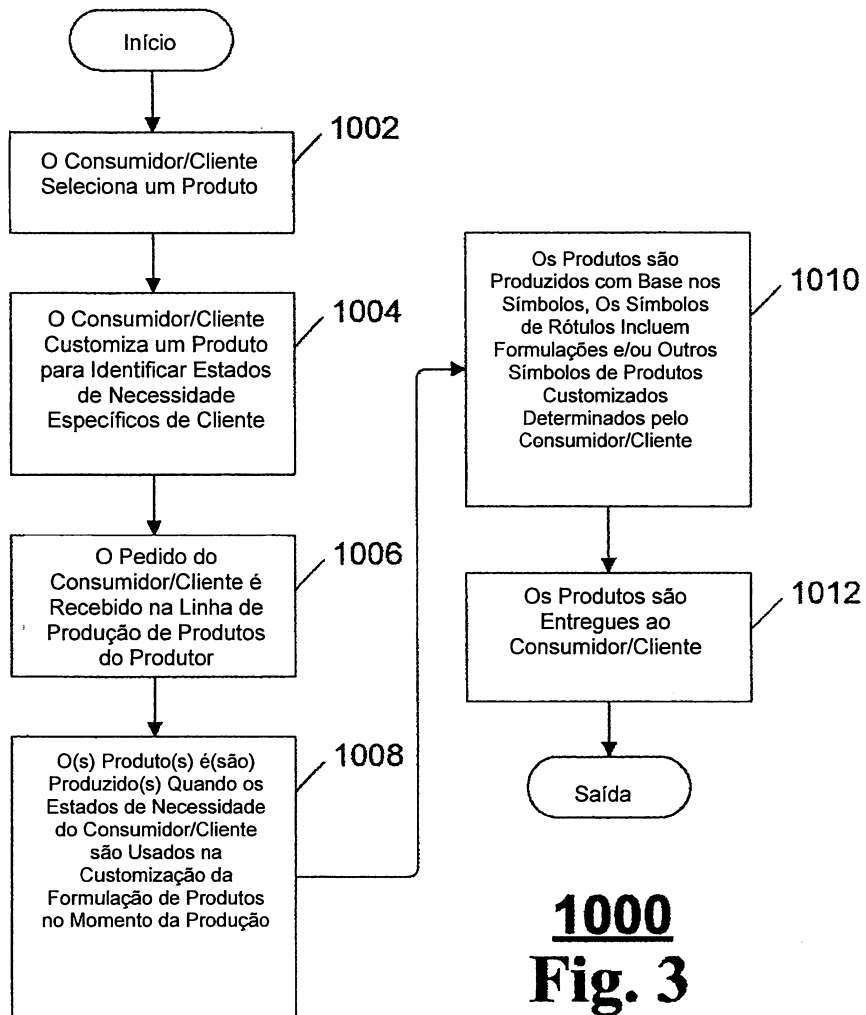 Início
1002
O Consumidor/Cliente
Seleciona um Produto
1004
O Consumidor/Cliente
Customiza um Produto
para Identificar Estados
de Necessidade
Específicos de Cliente
1006
O Pedido do
Consumidor/Cliente é
Recebido na Linha de
Produção de Produtos
do Produtor
1008
O(s) Produto(s) é(são)
Produzido(s) Quando os
Estados de Necessidade
do Consumidor/Cliente
são Usados na
Customização da
Formulação de Produtos
no Momento da Produção
1010
Os Produtos são
Produzidos com Base nos
Símbolos, Os Símbolos
de Rótulos Incluem
Formulações e/ou Outros
Símbolos de Produtos
Customizados
Determinados pelo
Consumidor/Cliente
1012
Os Produtos são
Entregues ao
Consumidor/Cliente
Saída
1000
Fig. 3